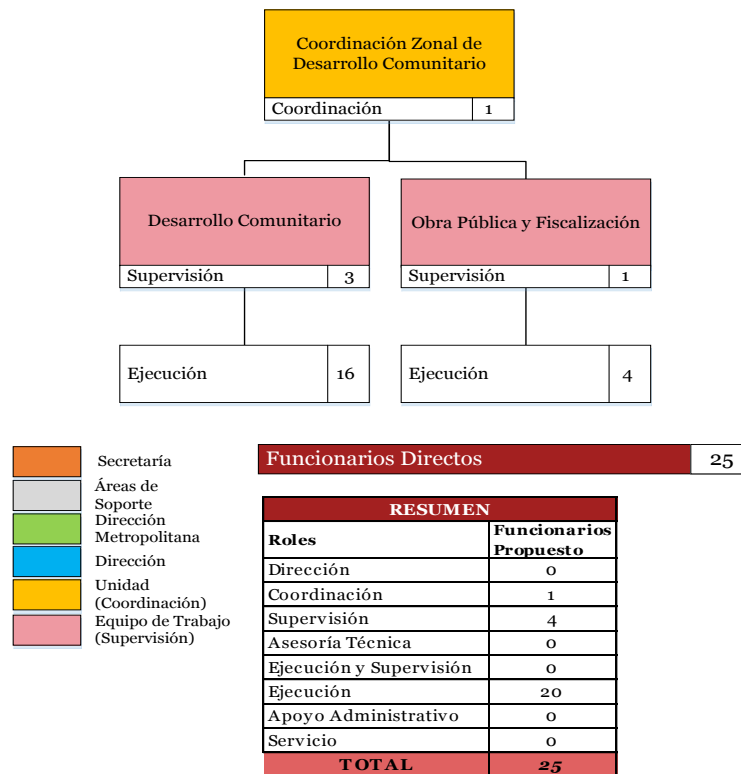 Coordinación Zonal de
Desarrollo Comunitario
Coordinación 1
Desarrollo Comunitario
Supervisión 3
Obra Pública y Fiscalización
Supervisión 1
Ejecución 16
Ejecución 4
Secretaría
Áreas de
Soporte
Dirección
Metropolitana
Dirección
Unidad
(Coordinación)
Equipo de Trabajo
(Supervisión)
Funcionarios Directos 25
RESUMEN
Roles Funcionarios
Propuesto
Dirección 0
Coordinación 1
Supervisión 4
Asesoría Técnica 0
Ejecución y Supervisión 0
Ejecución 20
Apoyo Administrativo 0
Servicio 0
TOTAL 25